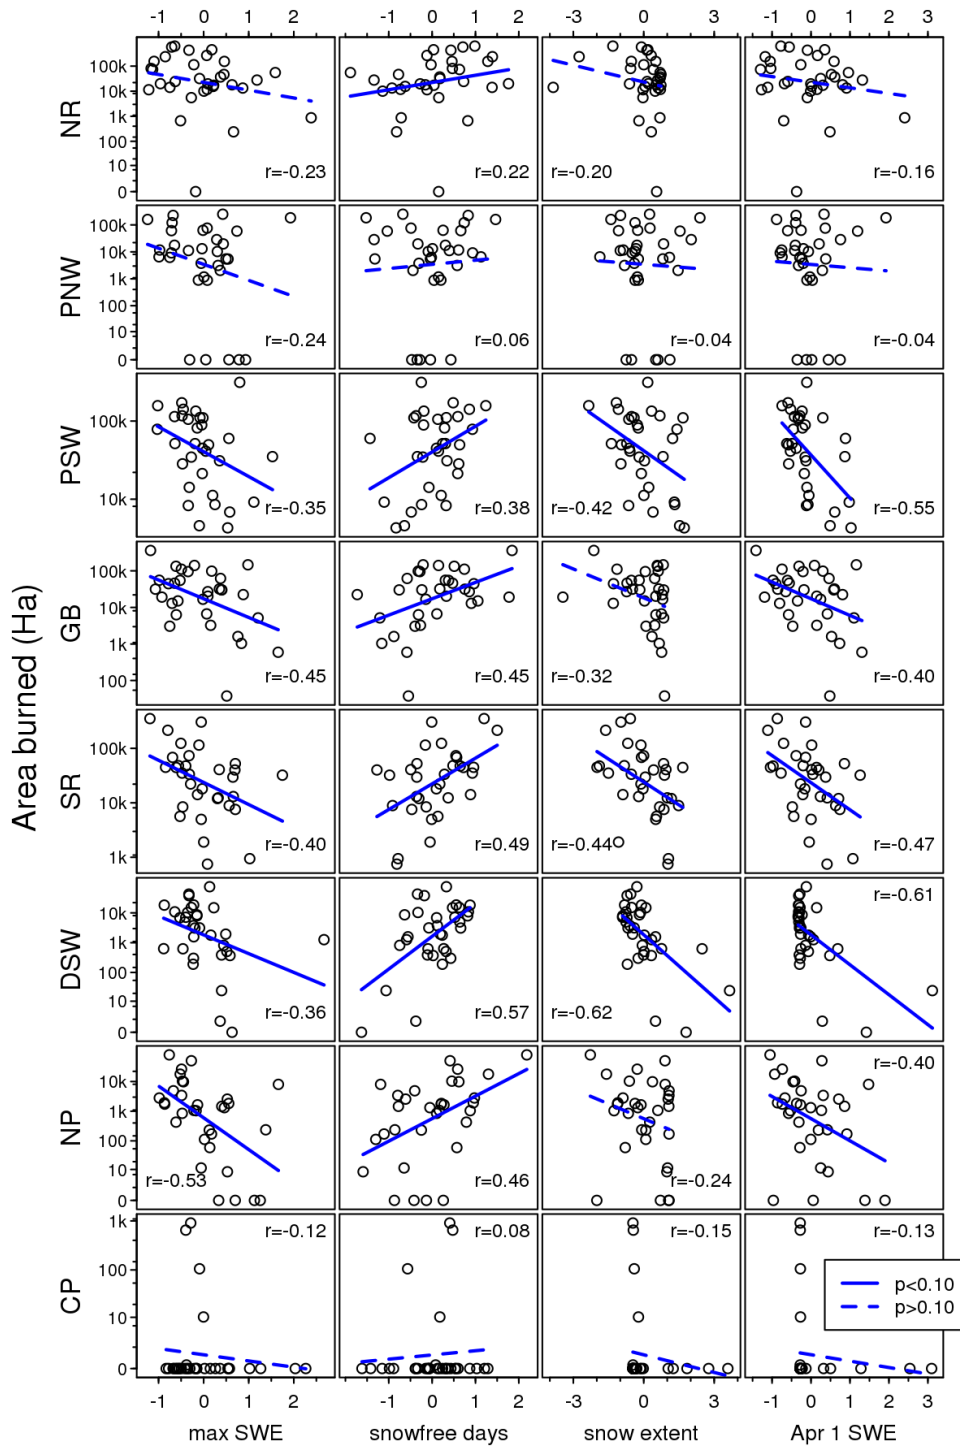 -1 0 1 2 -1 0 1 2 -3 0 3 -1 0 1 2 3
Area burned (Ha)
NR
100k
10k
1k
100
10
0
r=-0.23
r=0.22
r=-0.20
r=-0.16
PNW
100k
10k
1k
100
10
0
r=-0.24
r=0.06
r=-0.04
r=-0.04
PSW
100k
10k
r=-0.35
r=0.38
r=-0.42
r=-0.55
GB
100k
10k
1k
100
r=-0.45
r=0.45
r=-0.32
r=-0.40
SR
100k
10k
1k
r=-0.40
r=0.49
r=-0.44
r=-0.47
DSW
10k
1k
100
10
0
r=-0.36
r=0.57
r=-0.62
r=-0.61
NP
10k
1k
100
10
0
r=-0.53
r=0.46
r=-0.24
r=-0.40
CP
1k
100
10
0
r=-0.12
r=0.08
r=-0.15
r=-0.13
p<0.10
p>0.10
-1 0 1 2 -1 0 1 2 -3 0 3 -1 0 1 2 3
max SWE
snowfree days
snow extent
Apr 1 SWE